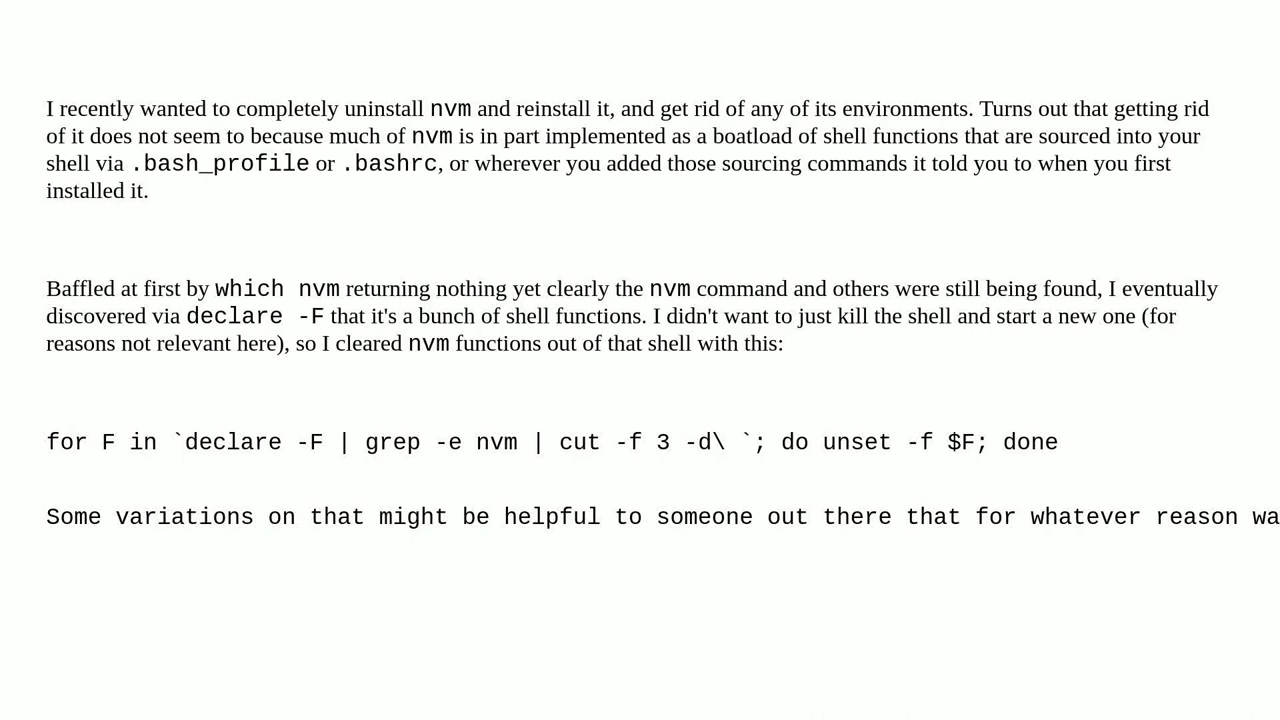 I recently wanted to completely uninstall nvm and reinstall it, and get rid of any of its environments. Turns out that getting rid
of it does not seem to because much of nvm is in part implemented as a boatload of shell functions that are sourced into your
shell via .bash_profile or .bashrc, or wherever you added those sourcing commands it told you to when you first
installed it.
Baffled at first by which nvm returning nothing yet clearly the nvm command and others were still being found, I eventually
discovered via declare -F that it's a bunch of shell functions. I didn't want to just kill the shell and start a new one (for
reasons not relevant here), so I cleared nvm functions out of that shell with this:
for F in `declare -F | grep -e nvm | cut -f 3 -d\ `; do unset -f $F; done
Some variations on that might be helpful to someone out there that for whatever reason